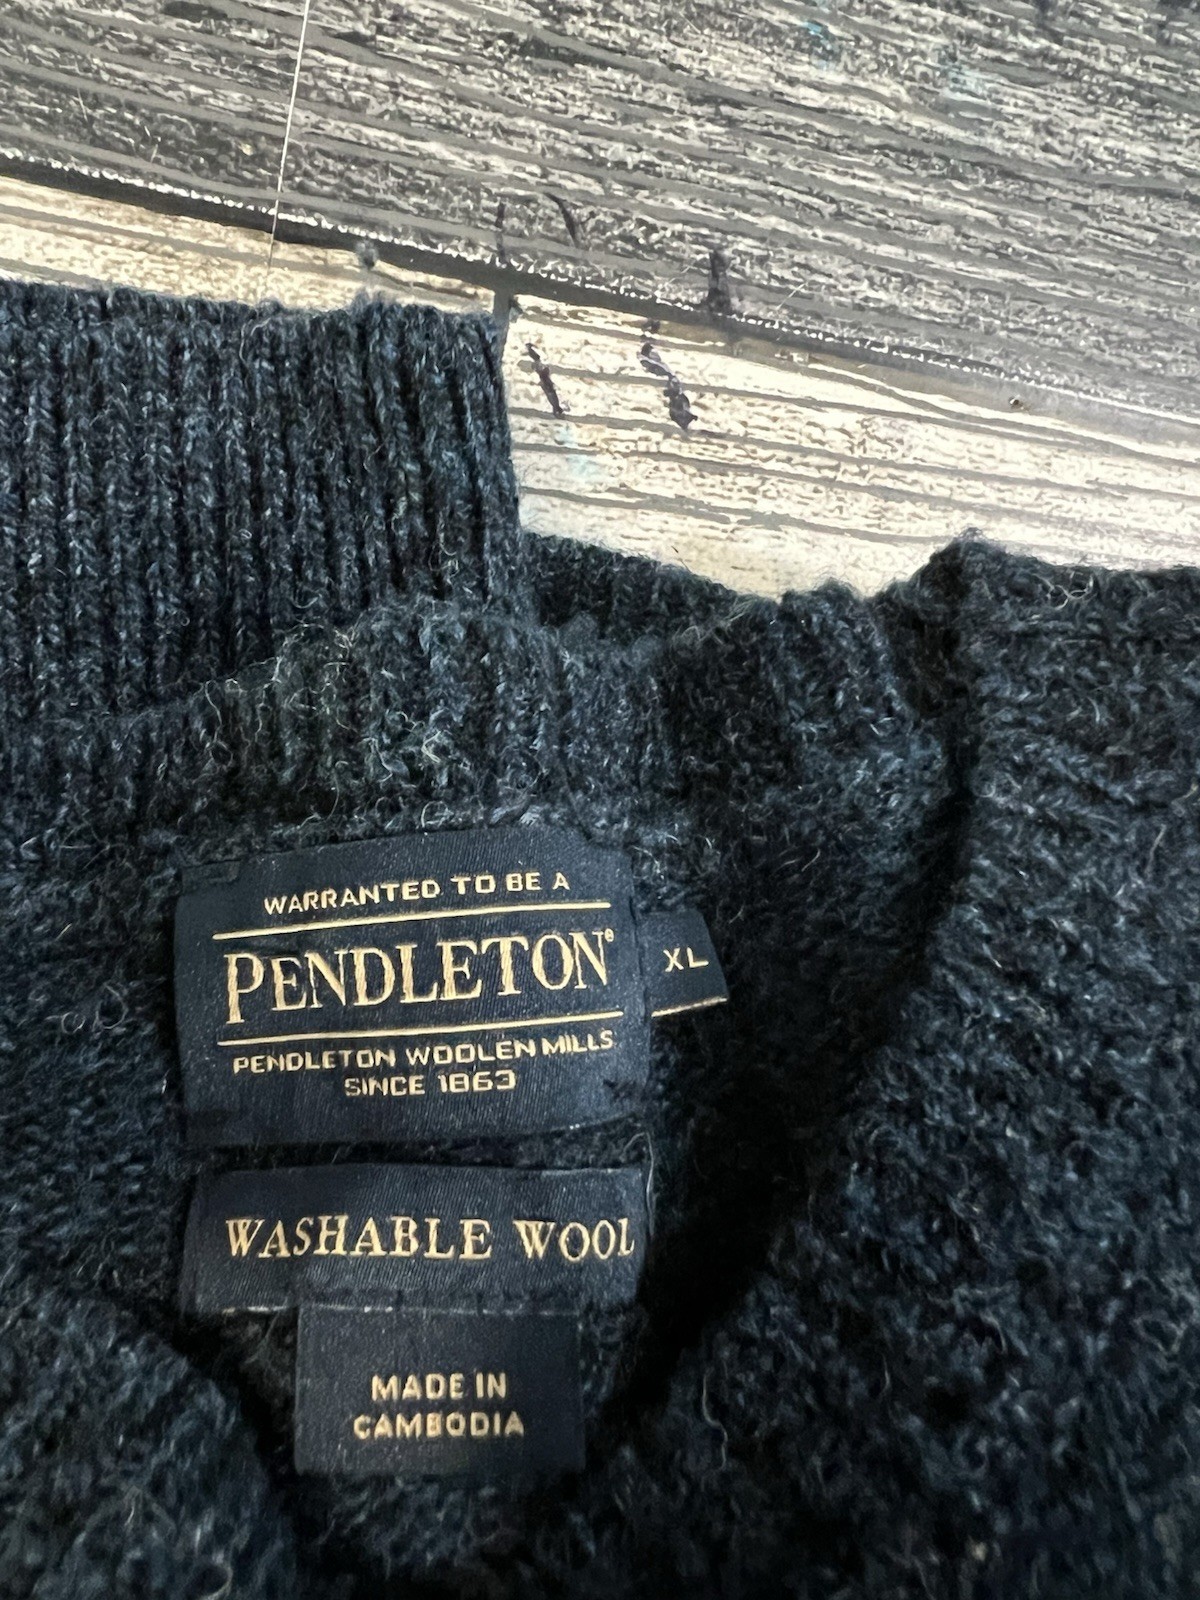 WARRANTED TO BE A
PENDLETON®
XL
PENDLETON WOOLEN MILLS
SINCE 1863
WASHABLE WOOL
MADE IN
CAMBODIA